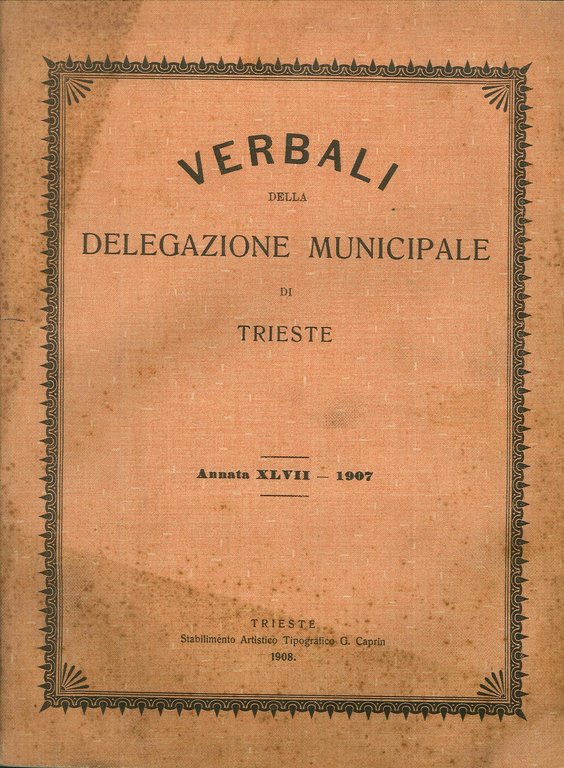 VERBALI
DELLA
DELEGAZIONE MUNICIPALE
DI
TRIESTE
Annata XLVII — 1907
TRIESTE
Stabilimento Artistico Tipografico G. Caprin
1908.